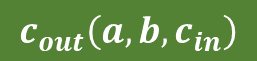 c_out(a, b, c_in)